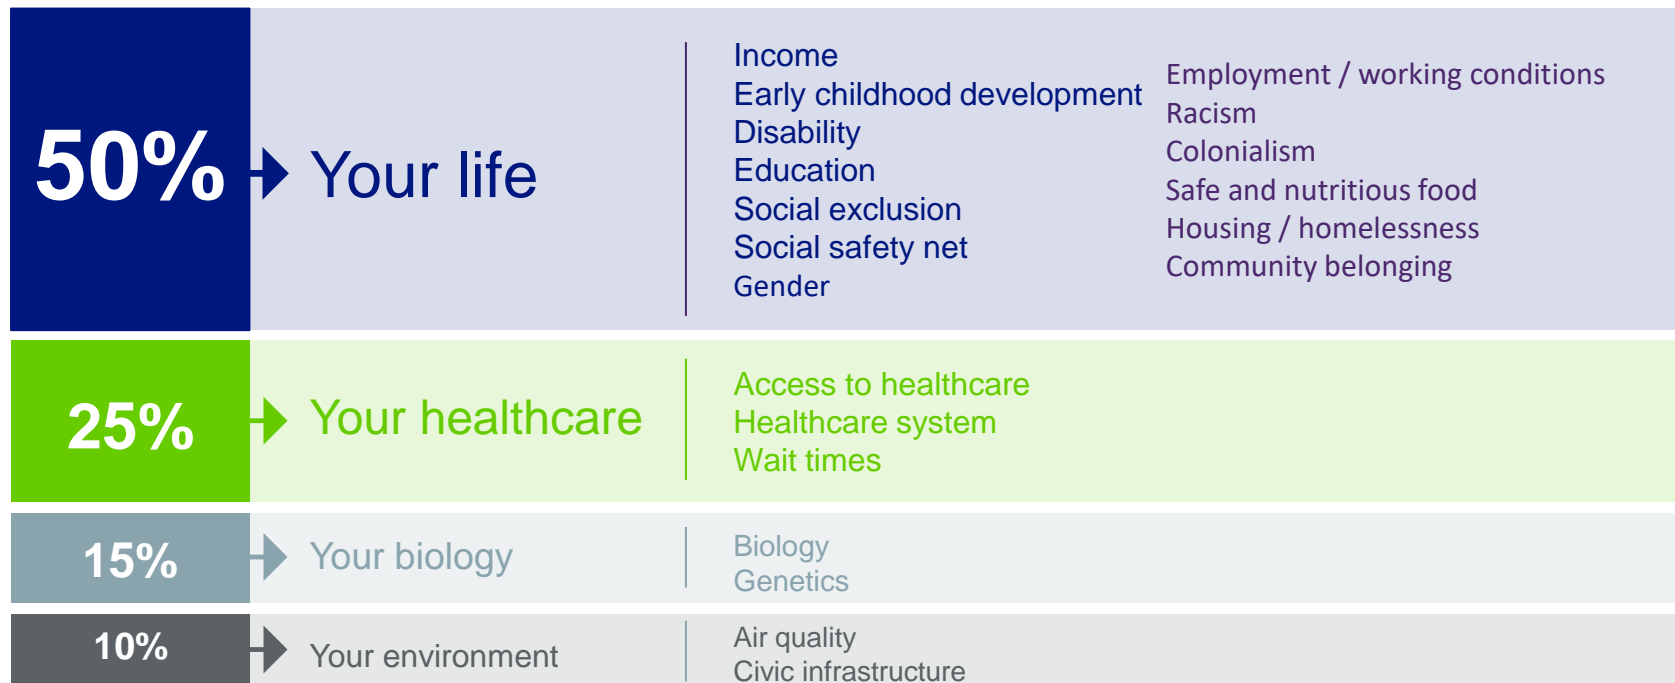 50%
Your life
Income
Early childhood development
Disability
Education
Social exclusion
Social safety net
Gender
Employment / working conditions
Racism
Colonialism
Safe and nutritious food
Housing / homelessness
Community belonging
25%
Your healthcare
Access to healthcare
Healthcare system
Wait times
15%
Your biology
Biology
Genetics
10%
Your environment
Air quality
Civic infrastructure